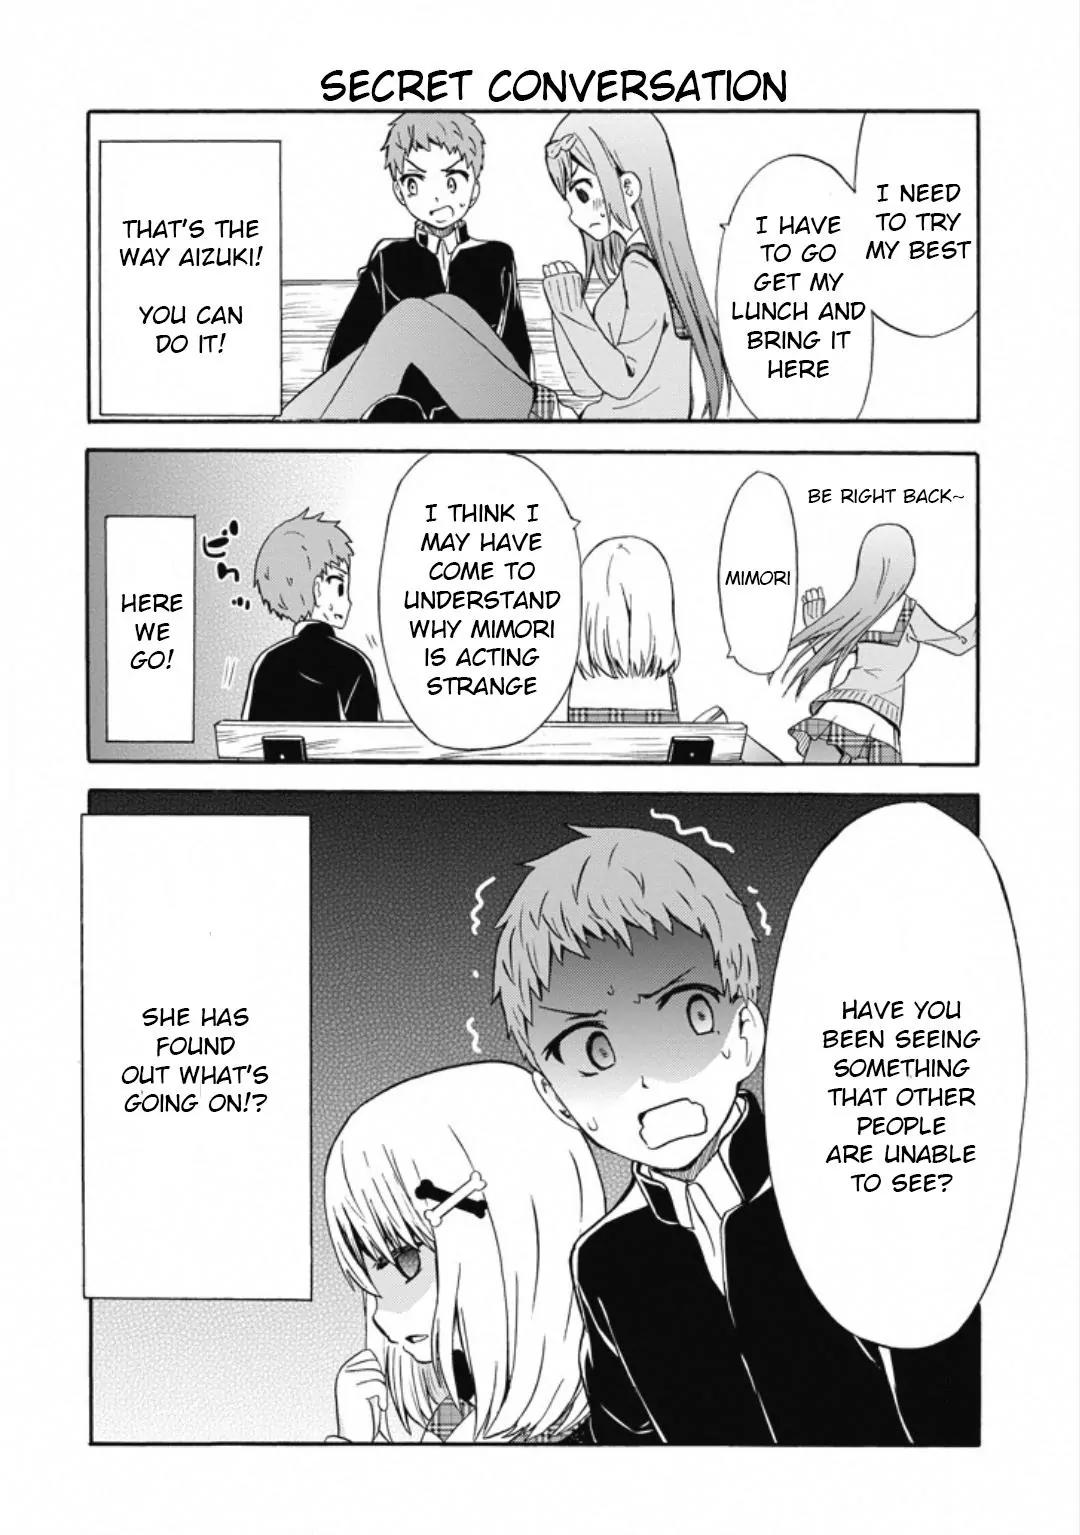 SECRET CONVERSATION
I NEED
TO TRY
MY BEST
I HAVE
TO GO
GET MY
LUNCH AND
BRING IT
HERE
THAT'S THE
WAY AIZUKI!
YOU CAN
DO IT!
BE RIGHT BACK~
MIMORI
I THINK I
MAY HAVE
COME TO
UNDERSTAND
WHY MIMORI
IS ACTING
STRANGE
ビクッ
HERE
WE
GO!
HAVE YOU
BEEN SEEING
SOMETHING
THAT OTHER
PEOPLE
ARE UNABLE
TO SEE?
SHE HAS
FOUND
OUT WHAT'S
GOING ON!?